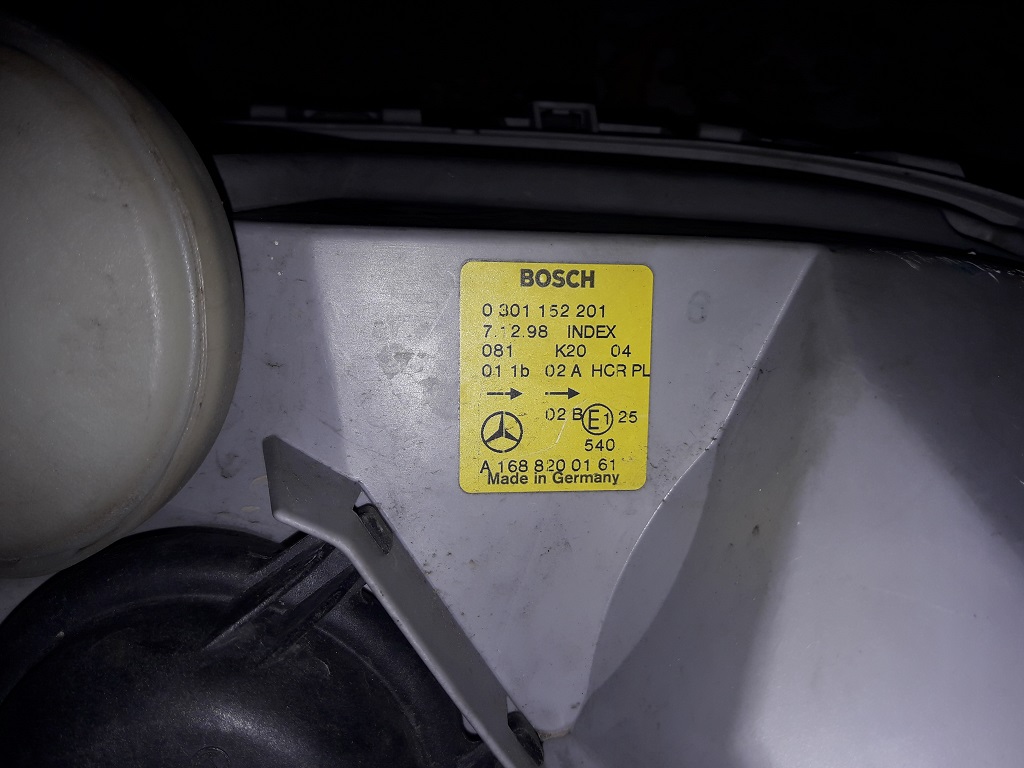 BOSCH
0 301 152 201
7.12.98 INDEX
081 K20 04
01 1b 02 A HCR PL
02 B E1 25
540
A 168 820 01 61
Made in Germany